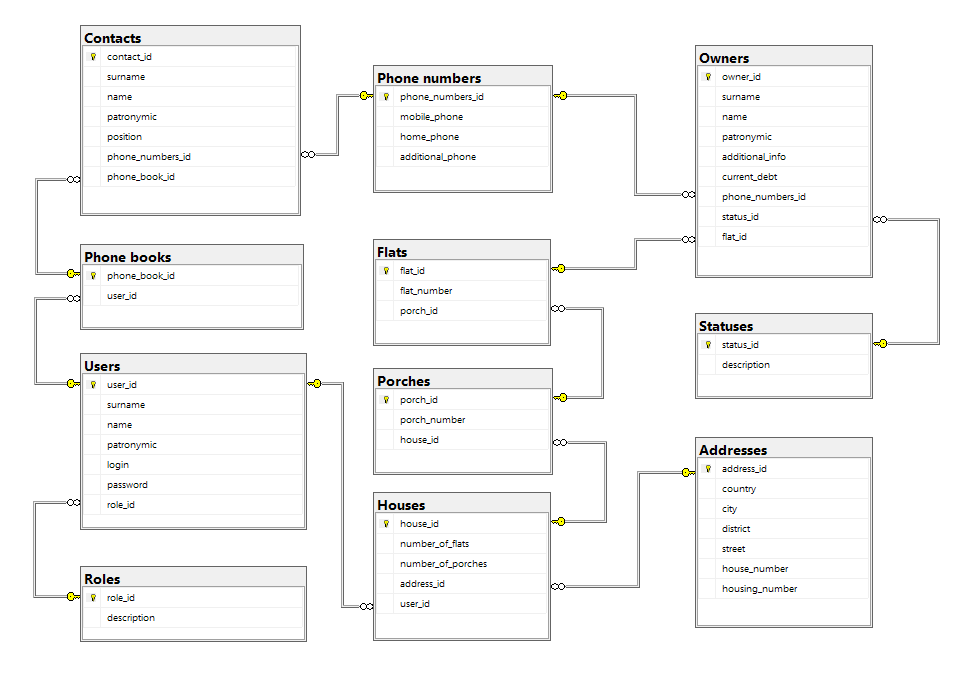 Contacts
contact_id
surname
name
patronymic
position
phone_numbers_id
phone_book_id
Phone books
phone_book_id
user_id
Users
user_id
surname
name
patronymic
login
password
role_id
Roles
role_id
description
Phone numbers
phone_numbers_id
mobile_phone
home_phone
additional_phone
Flats
flat_id
flat_number
porch_id
Porches
porch_id
porch_number
house_id
Houses
house_id
number_of_flats
number_of_porches
address_id
user_id
Owners
owner_id
surname
name
patronymic
additional_info
current_debt
phone_numbers_id
status_id
flat_id
Statuses
status_id
description
Addresses
address_id
country
city
district
street
house_number
housing_number